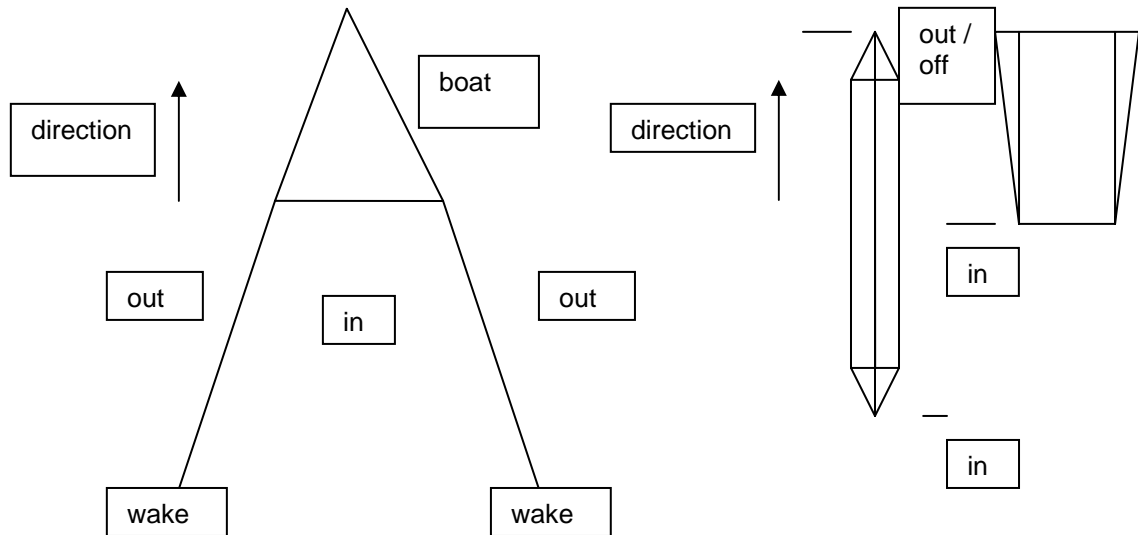 out /
off
boat
direction
direction
out
in
out
in
in
wake
wake